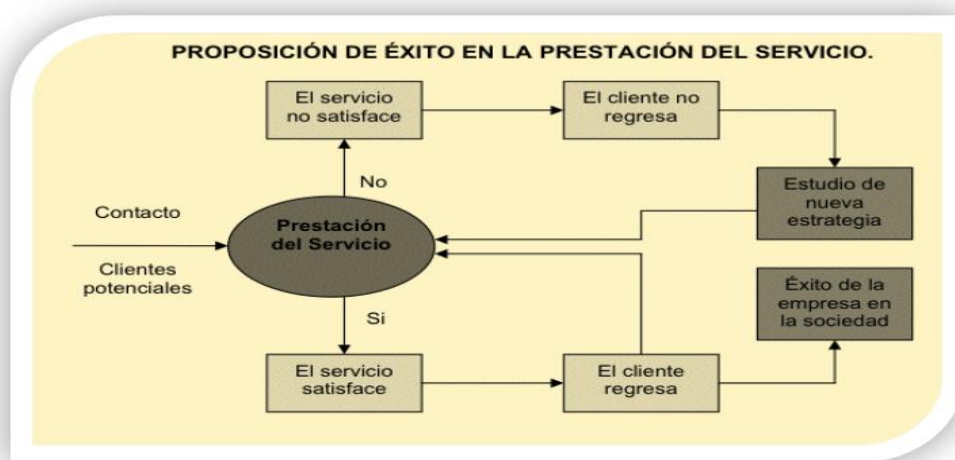 PROPOSICIÓN DE ÉXITO EN LA PRESTACIÓN DEL SERVICIO.
El servicio
no satisface
El cliente no
regresa
No
Estudio de
nueva
estrategia
Contacto
Prestación
del Servicio
Clientes
potenciales
Éxito de la
empresa en
la sociedad
Si
El servicio
satisface
El cliente
regresa